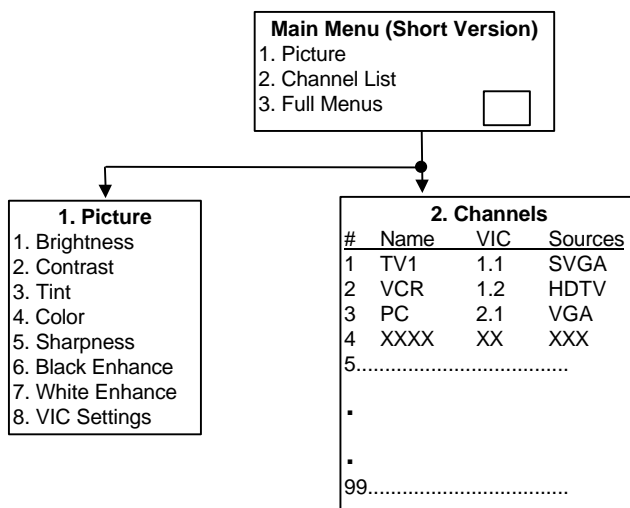 Main Menu (Short Version)
1. Picture
2. Channel List
3. Full Menus
1. Picture
1. Brightness
2. Contrast
3. Tint
4. Color
5. Sharpness
6. Black Enhance
7. White Enhance
8. VIC Settings
2. Channels
# Name VIC Sources
1 TV1 1.1 SVGA
2 VCR 1.2 HDTV
3 PC 2.1 VGA
4 XXXX XX XXX
5....................................
.
.
99..................................